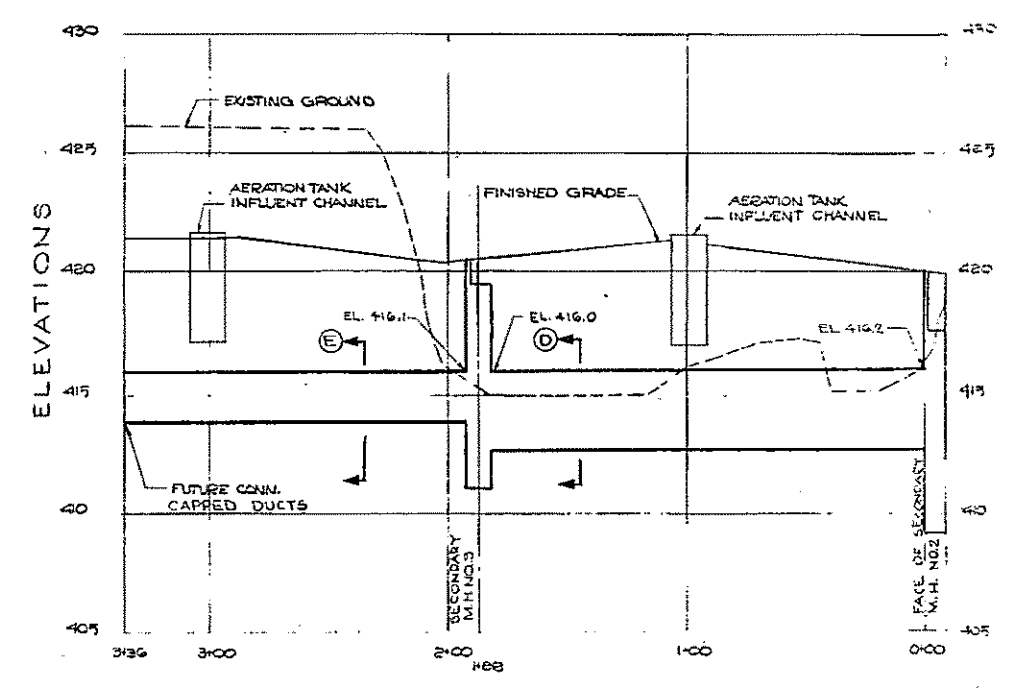 430
430
EXISTING GROUND
425
425
AERATION TANK
INFLUENT CHANNEL
FINISHED GRADE
AERATION TANK
INFLUENT CHANNEL
ELEVATIONS
420
420
EL. 416.1
EL. 416.0
EL. 416.2
E
D
415
415
FUTURE CONN.
CAPPED DUCTS
410
410
SECONDARY
M.H. NO.3
FACE OF SECONDARY
M.H. NO.2
405
405
3+36
3+00
2+00
1+88
1+00
0+00